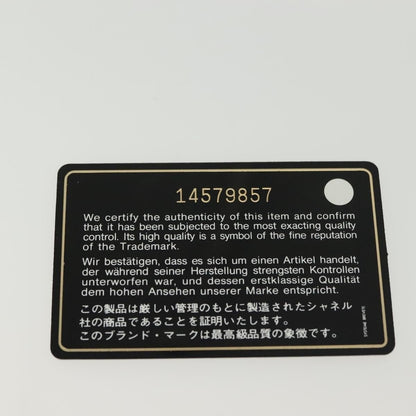 14579857
We certify the authenticity of this item and confirm
that it has been subjected to the most exacting quality
control. Its high quality is a symbol of the fine reputation
of the Trademark.
Wir bestätigen, dass es sich um einen Artikel handelt,
der während seiner Herstellung strengsten Kontrollen
unterworfen war, und dessen erstklassige Qualität
dem hohen Ansehen unserer Marke entspricht.
この製品は厳しい管理のもとに製造されたシャネル
社の商品であることを証明いたします。
このブランド・マークは最高級品質の象徴です。